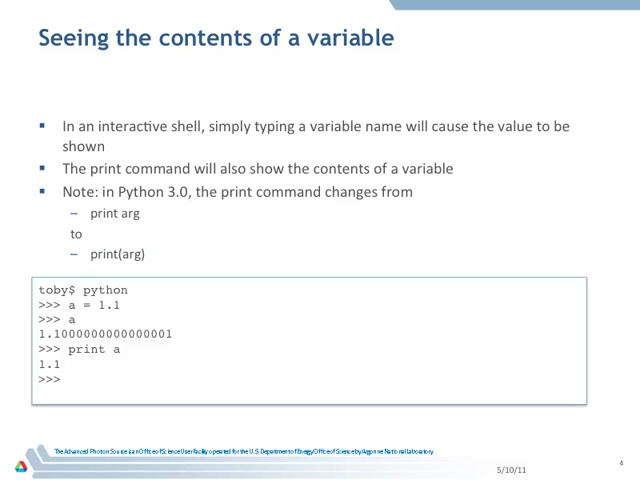 Seeing the contents of a variable
In an interactive shell, simply typing a variable name will cause the value to be
shown
The print command will also show the contents of a variable
Note: in Python 3.0, the print command changes from
– print arg
to
– print(arg)
toby$ python
>>> a = 1.1
>>> a
1.1000000000000001
>>> print a
1.1
>>>
The Advanced Photon Source is an Office of Science User Facility operated for the U.S. Department of Energy Office of Science by Argonne National Laboratory
4
5/10/11